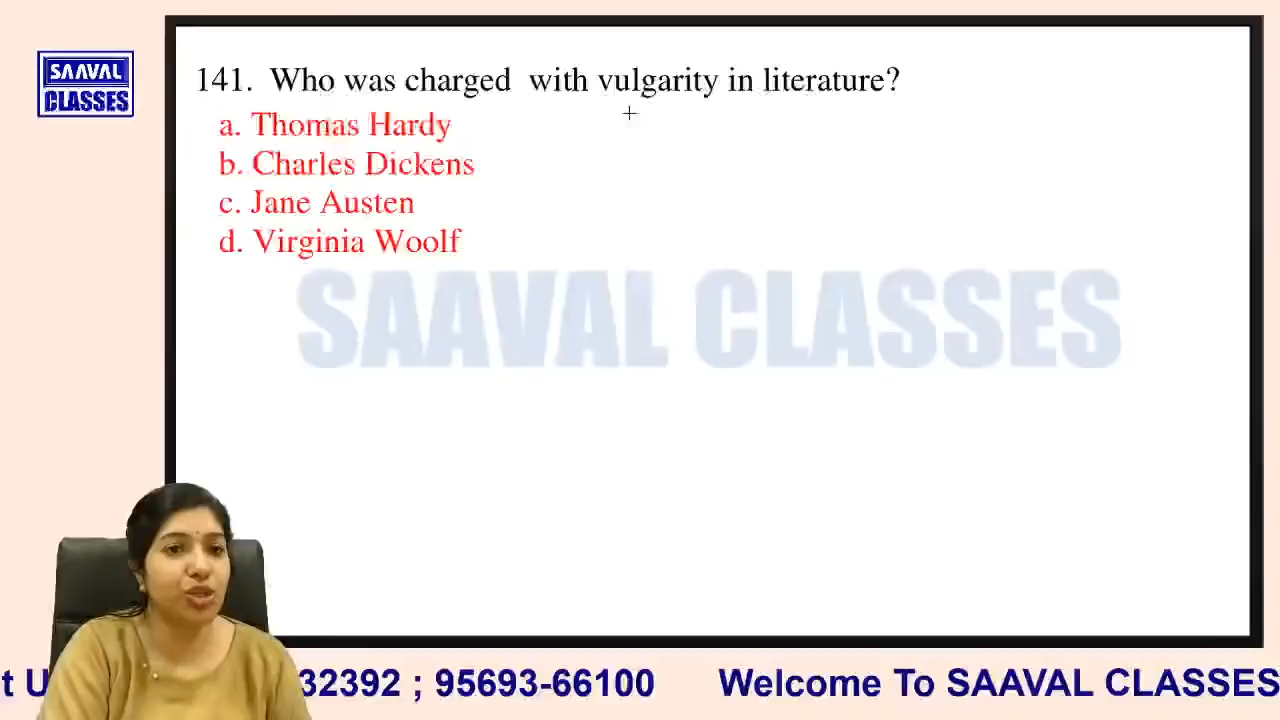 SAAVAL
CLASSES
141. Who was charged with vulgarity in literature?
a. Thomas Hardy
b. Charles Dickens
c. Jane Austen
d. Virginia Woolf
SAAVAL CLASSES
t U 32392 ; 95693-66100 Welcome To SAAVAL CLASSES